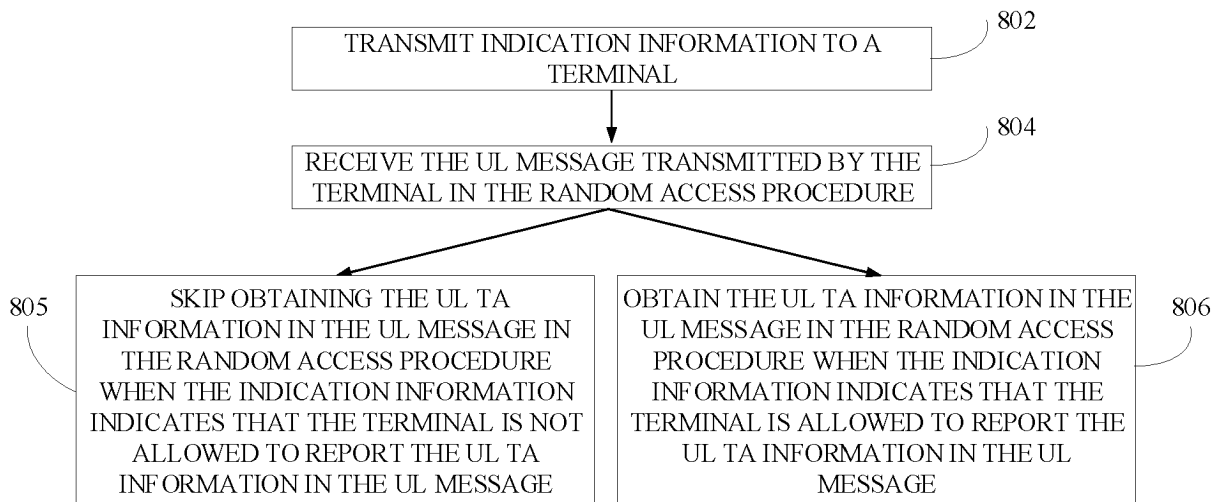 802
TRANSMIT INDICATION INFORMATION TO A
TERMINAL
804
RECEIVE THE UL MESSAGE TRANSMITTED BY THE
TERMINAL IN THE RANDOM ACCESS PROCEDURE
805
SKIP OBTAINING THE UL TA
INFORMATION IN THE UL MESSAGE IN
THE RANDOM ACCESS PROCEDURE
WHEN THE INDICATION INFORMATION
INDICATES THAT THE TERMINAL IS NOT
ALLOWED TO REPORT THE UL TA
INFORMATION IN THE UL MESSAGE
806
OBTAIN THE UL TA INFORMATION IN THE
UL MESSAGE IN THE RANDOM ACCESS
PROCEDURE WHEN THE INDICATION
INFORMATION INDICATES THAT THE
TERMINAL IS ALLOWED TO REPORT THE
UL TA INFORMATION IN THE UL
MESSAGE